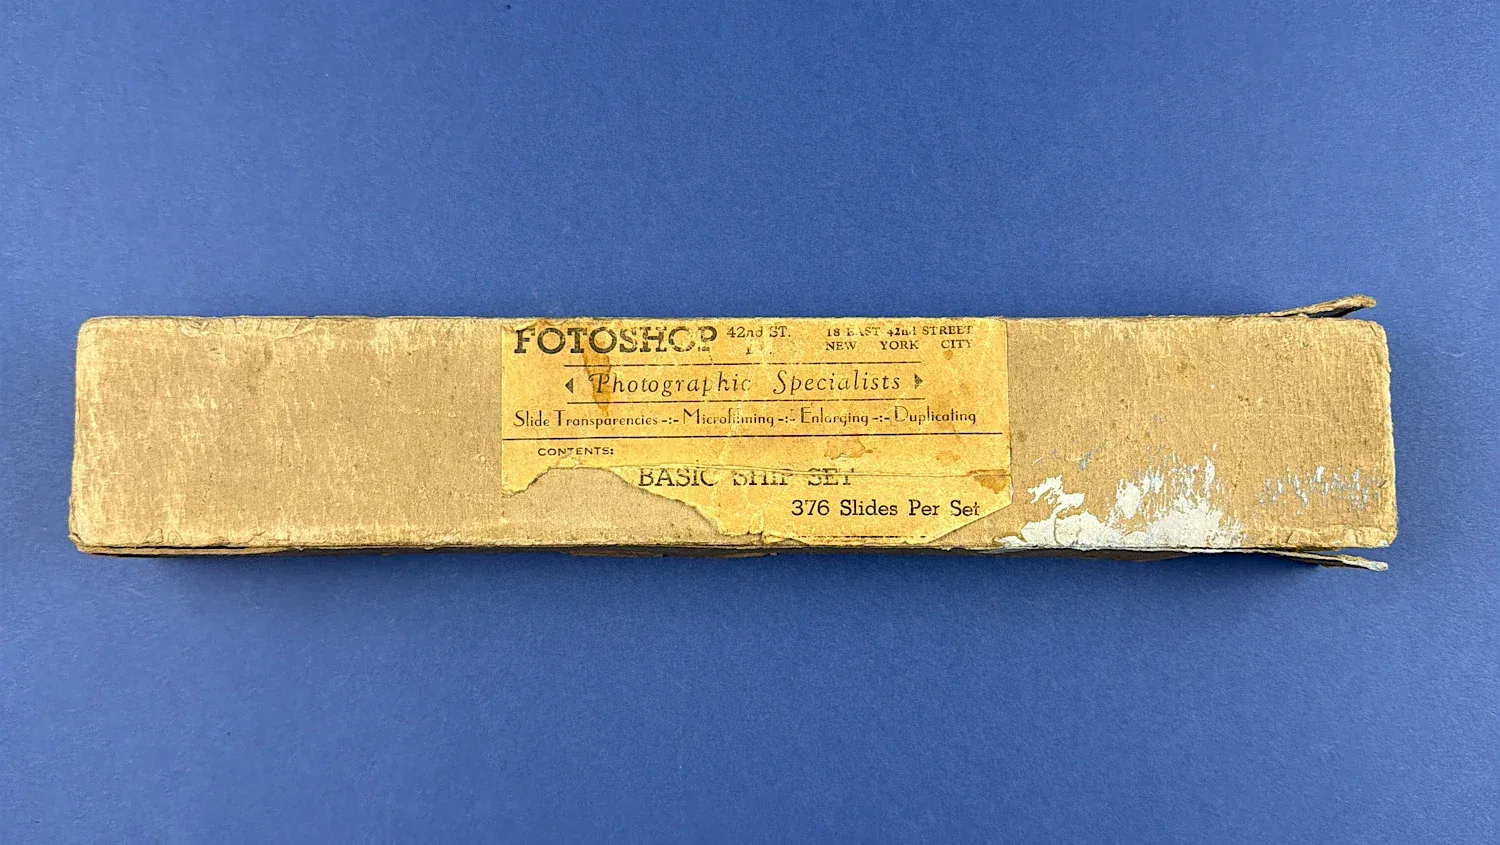 FOTOSHOP 42nd ST. 18 EAST 42nd STREET
NEW YORK CITY
Photographic Specialists
Slide Transparencies -:- Microfilming -:- Enlarging -:- Duplicating
CONTENTS:
BASIC SHIP SET
376 Slides Per Set